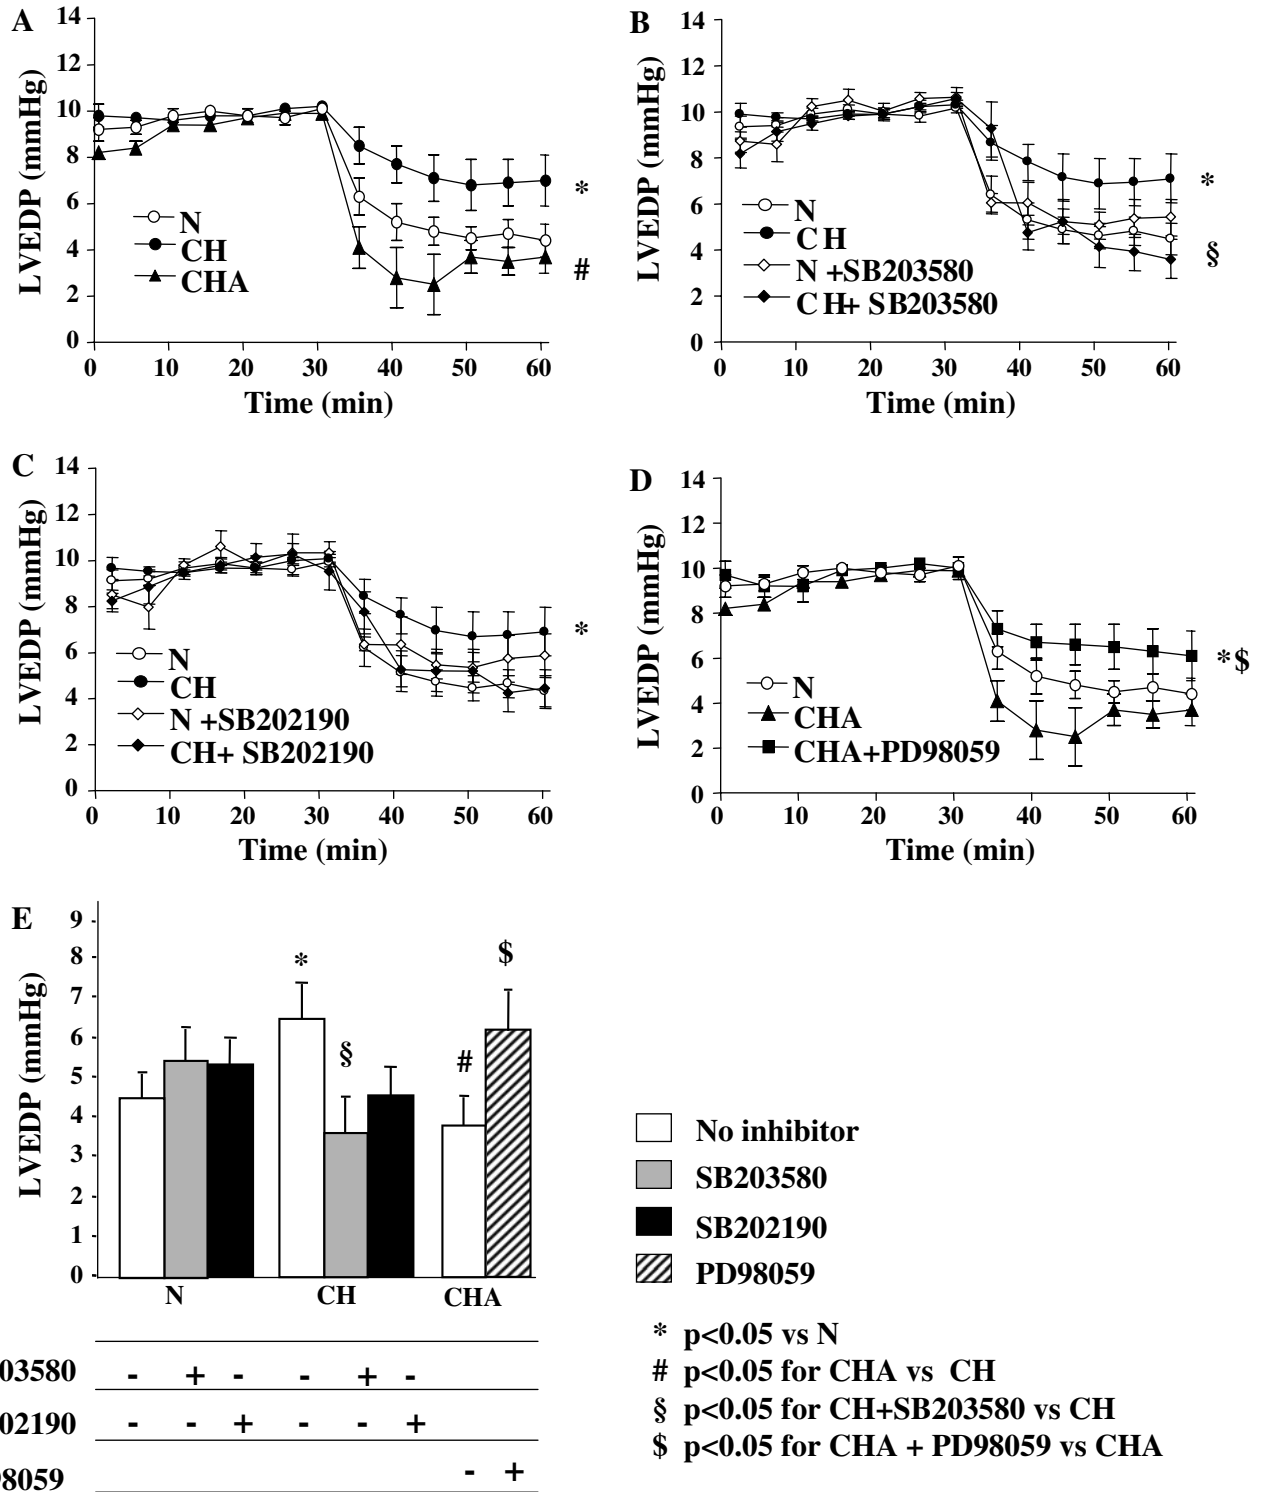 A
LVEDP (mmHg)
14
12
10
8
6
4
2
0
N
CH
CHA
*
#
0 10 20 30 40 50 60
Time (min)
B
LVEDP (mmHg)
14
12
10
8
6
4
2
0
N
CH
N +SB203580
CH+ SB203580
*
§
0 10 20 30 40 50 60
Time (min)
C
LVEDP (mmHg)
14
12
10
8
6
4
2
0
N
CH
N +SB202190
CH+ SB202190
*
0 10 20 30 40 50 60
Time (min)
D
LVEDP (mmHg)
14
12
10
8
6
4
2
0
N
CHA
CHA+PD98059
*$
0 10 20 30 40 50 60
Time (min)
E
LVEDP (mmHg)
9
8
7
6
5
4
3
2
1
0
* § # $
N CH CHA
03580 - + - - + -
02190 - - + - - +
98059 - +
No inhibitor
SB203580
SB202190
PD98059
* p<0.05 vs N
# p<0.05 for CHA vs CH
§ p<0.05 for CH+SB203580 vs CH
$ p<0.05 for CHA + PD98059 vs CHA